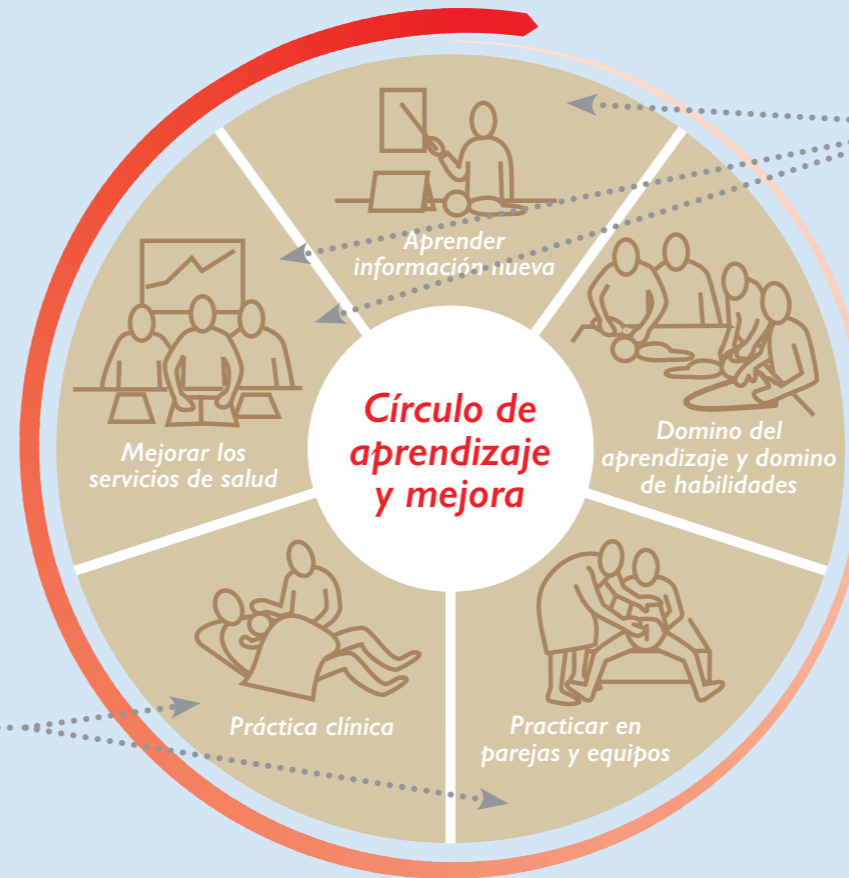 Círculo de
aprendizaje
y mejora
Aprender
información nueva
Domino del
aprendizaje y domino
de habilidades
Practicar en
parejas y equipos
Práctica clínica
Mejorar los
servicios de salud